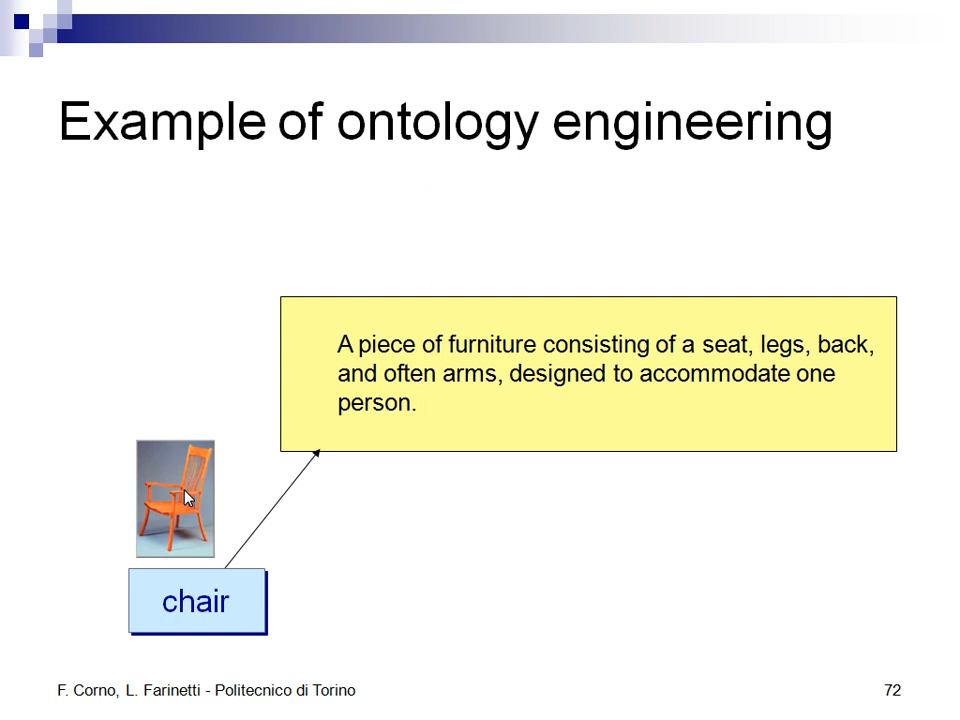 Example of ontology engineering
A piece of furniture consisting of a seat, legs, back,
and often arms, designed to accommodate one
person.
chair
F. Corno, L. Farinetti - Politecnico di Torino
72